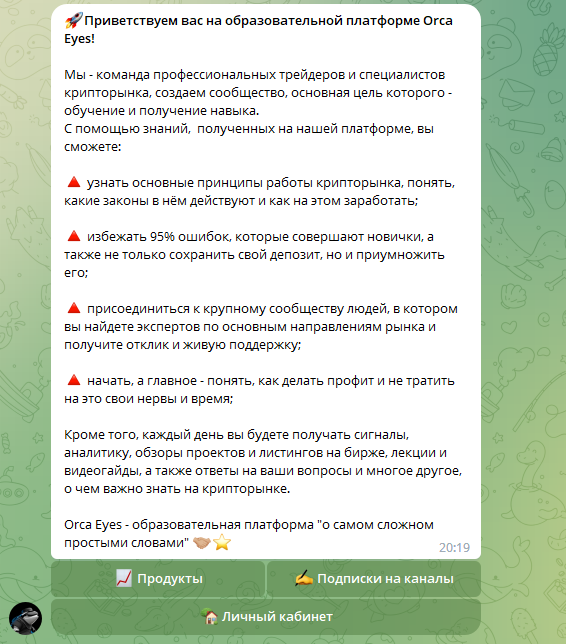 🚀Приветствуем вас на образовательной платформе Orca
Eyes!
Мы - команда профессиональных трейдеров и специалистов
крипторынка, создаем сообщество, основная цель которого -
обучение и получение навыка.
С помощью знаний,  полученных на нашей платформе, вы
сможете:
🔺 узнать основные принципы работы крипторынка, понять,
какие законы в нём действуют и как на этом заработать;
🔺 избежать 95% ошибок, которые совершают новички, а
также не только сохранить свой депозит, но и приумножить
его;
🔺 присоединиться к крупному сообществу людей, в котором
вы найдете экспертов по основным направлениям рынка и
получите отклик и живую поддержку;
🔺 начать, а главное - понять, как делать профит и не тратить
на это свои нервы и время;
Кроме того, каждый день вы будете получать сигналы,
аналитику, обзоры проектов и листингов на бирже, лекции и
видеогайды, а также ответы на ваши вопросы и многое другое,
о чем важно знать на крипторынке.
Orca Eyes - образовательная платформа "о самом сложном
простыми словами" 🤝⭐
20:19
📈 Продукты
✍ Подписки на каналы
🏡 Личный кабинет